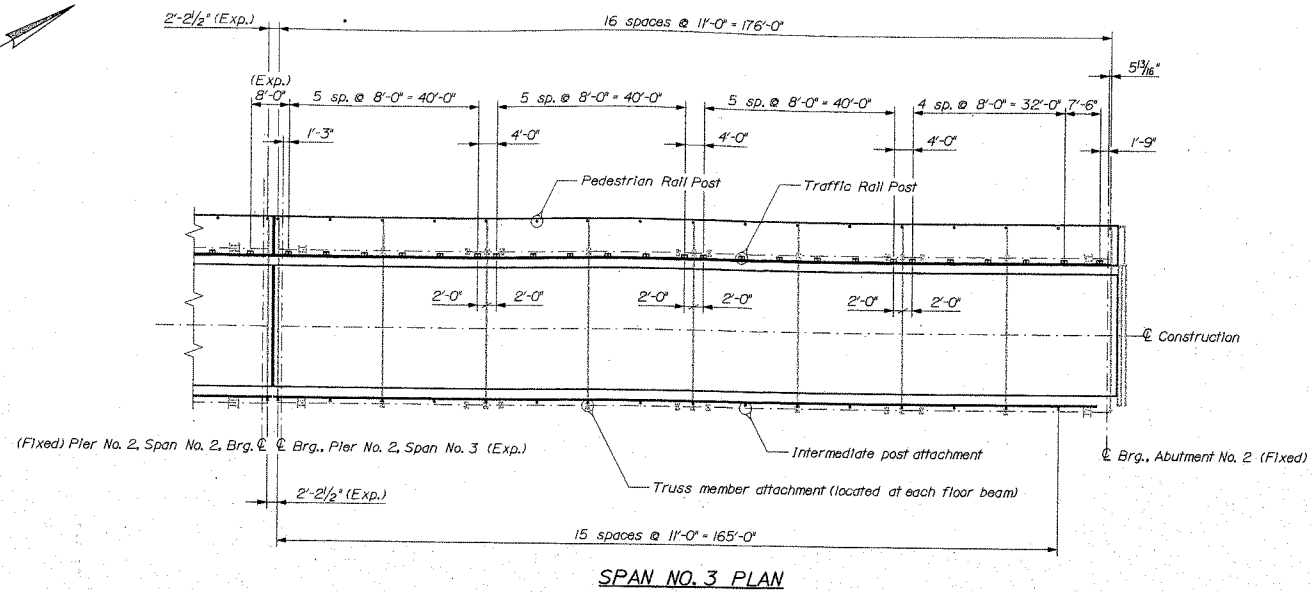 2'-2½" (Exp.)
16 spaces @ 11'-0" = 176'-0"
5 13/16"
(Exp.)
8'-0"
5 sp. @ 8'-0" = 40'-0"
5 sp. @ 8'-0" = 40'-0"
5 sp. @ 8'-0" = 40'-0"
4 sp. @ 8'-0" = 32'-0"
7'-6"
1'-3"
4'-0"
4'-0"
4'-0"
1'-9"
Pedestrian Rail Post
Traffic Rail Post
2'-0"
2'-0"
2'-0"
2'-0"
2'-0"
2'-0"
℄ Construction
(Fixed) Pier No. 2, Span No. 2, Brg. ℄
℄ Brg., Pier No. 2, Span No. 3 (Exp.)
Intermediate post attachment
℄ Brg., Abutment No. 2 (Fixed)
2'-2½" (Exp.)
Truss member attachment (located at each floor beam)
15 spaces @ 11'-0" = 165'-0"
SPAN NO. 3 PLAN